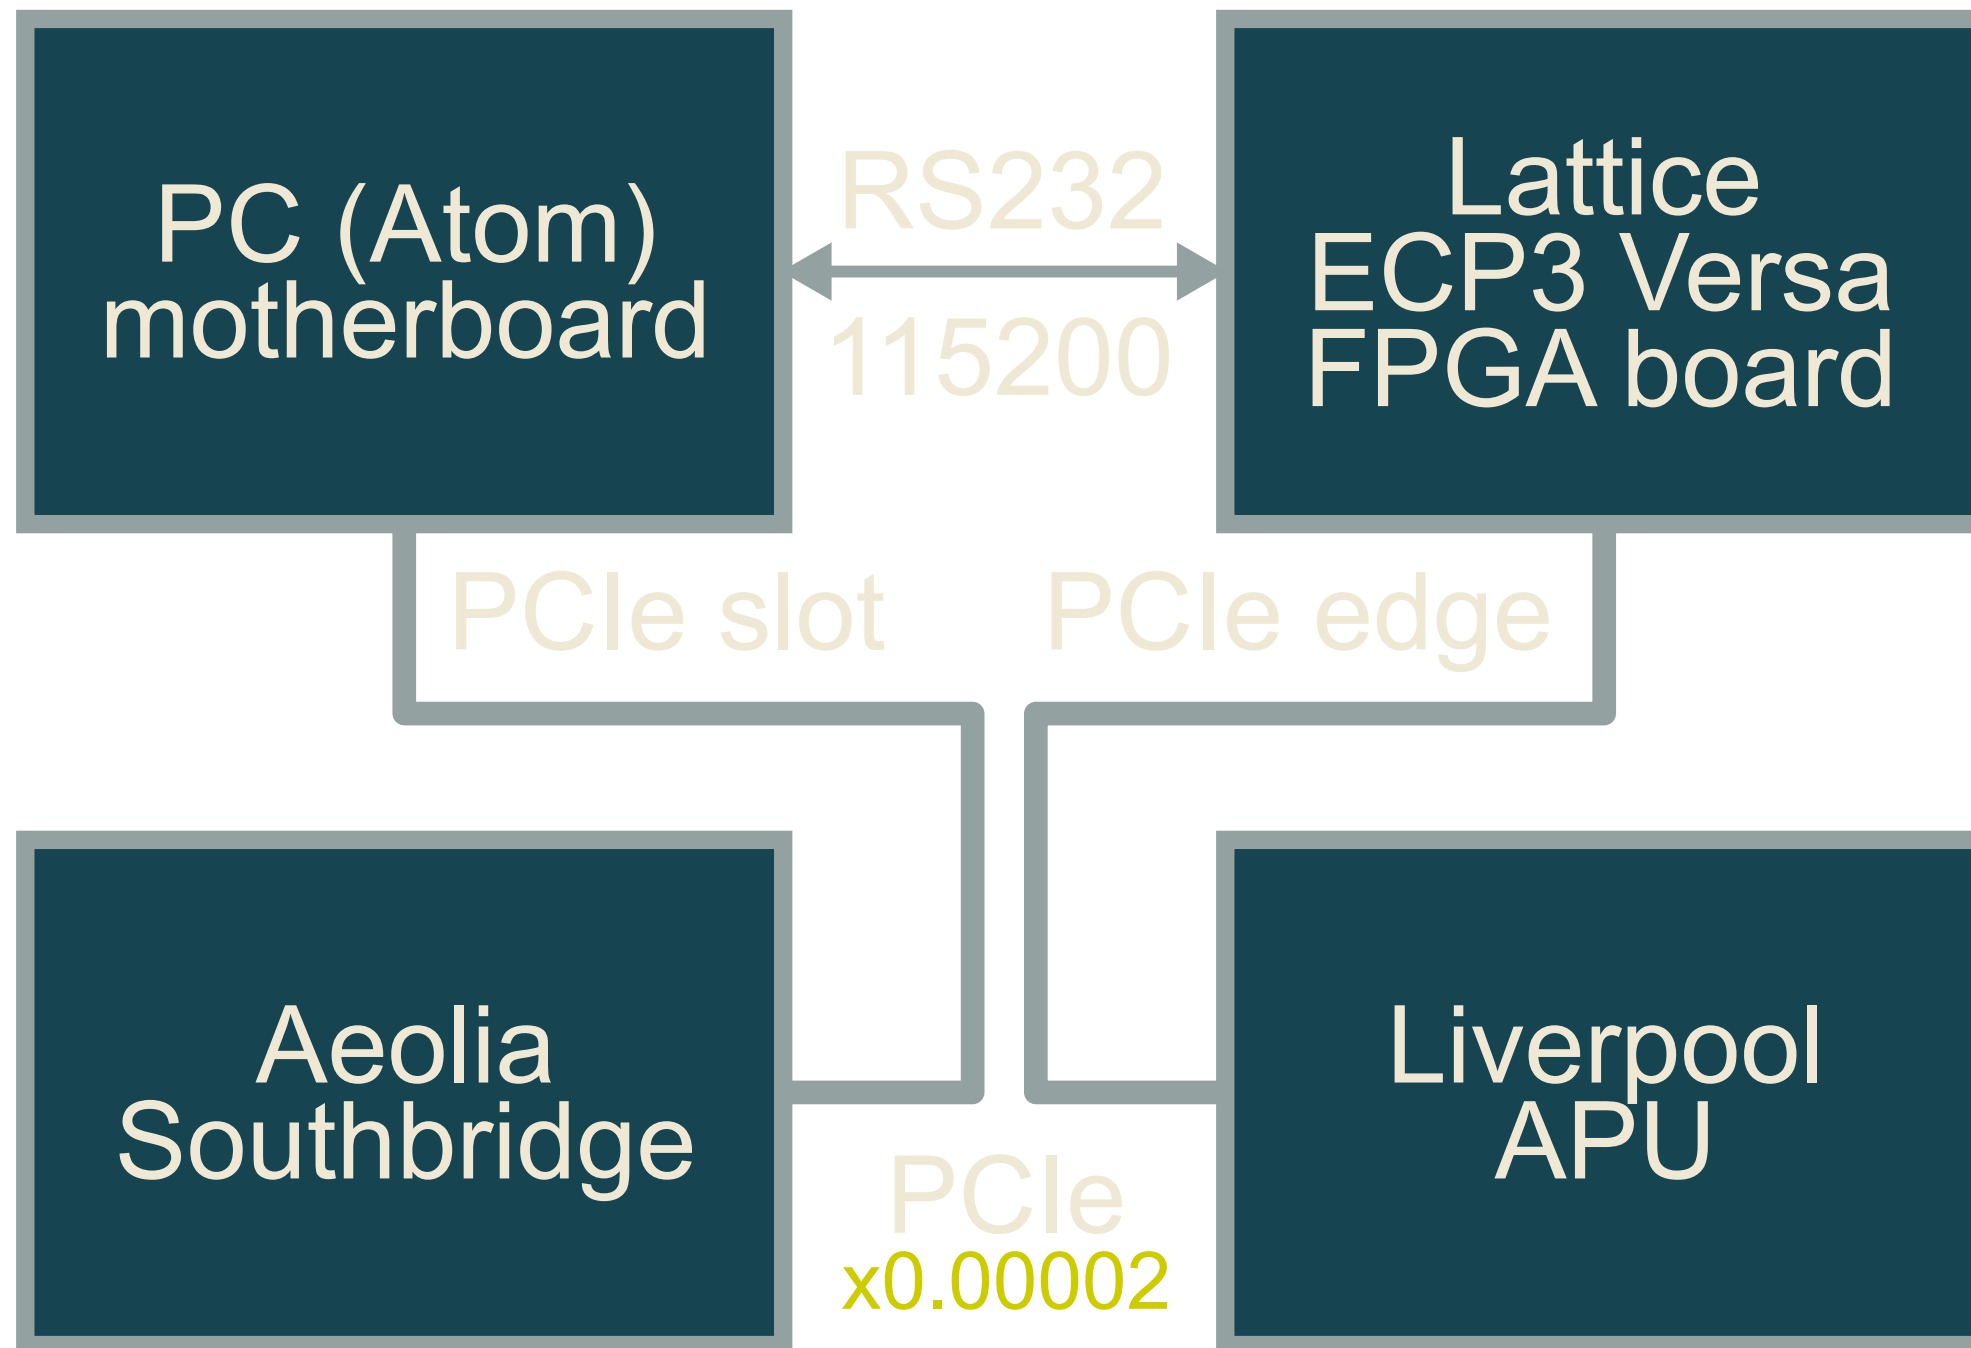 PC (Atom)
motherboard
RS232
115200
Lattice
ECP3 Versa
FPGA board
PCIe slot
PCIe edge
Aeolia
Southbridge
PCIe
x0.00002
Liverpool
APU